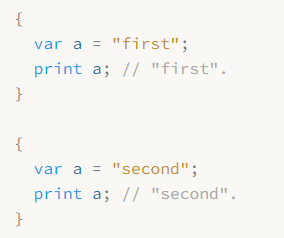 {
  var a = "first";
  print a; // "first".
}

{
  var a = "second";
  print a; // "second".
}